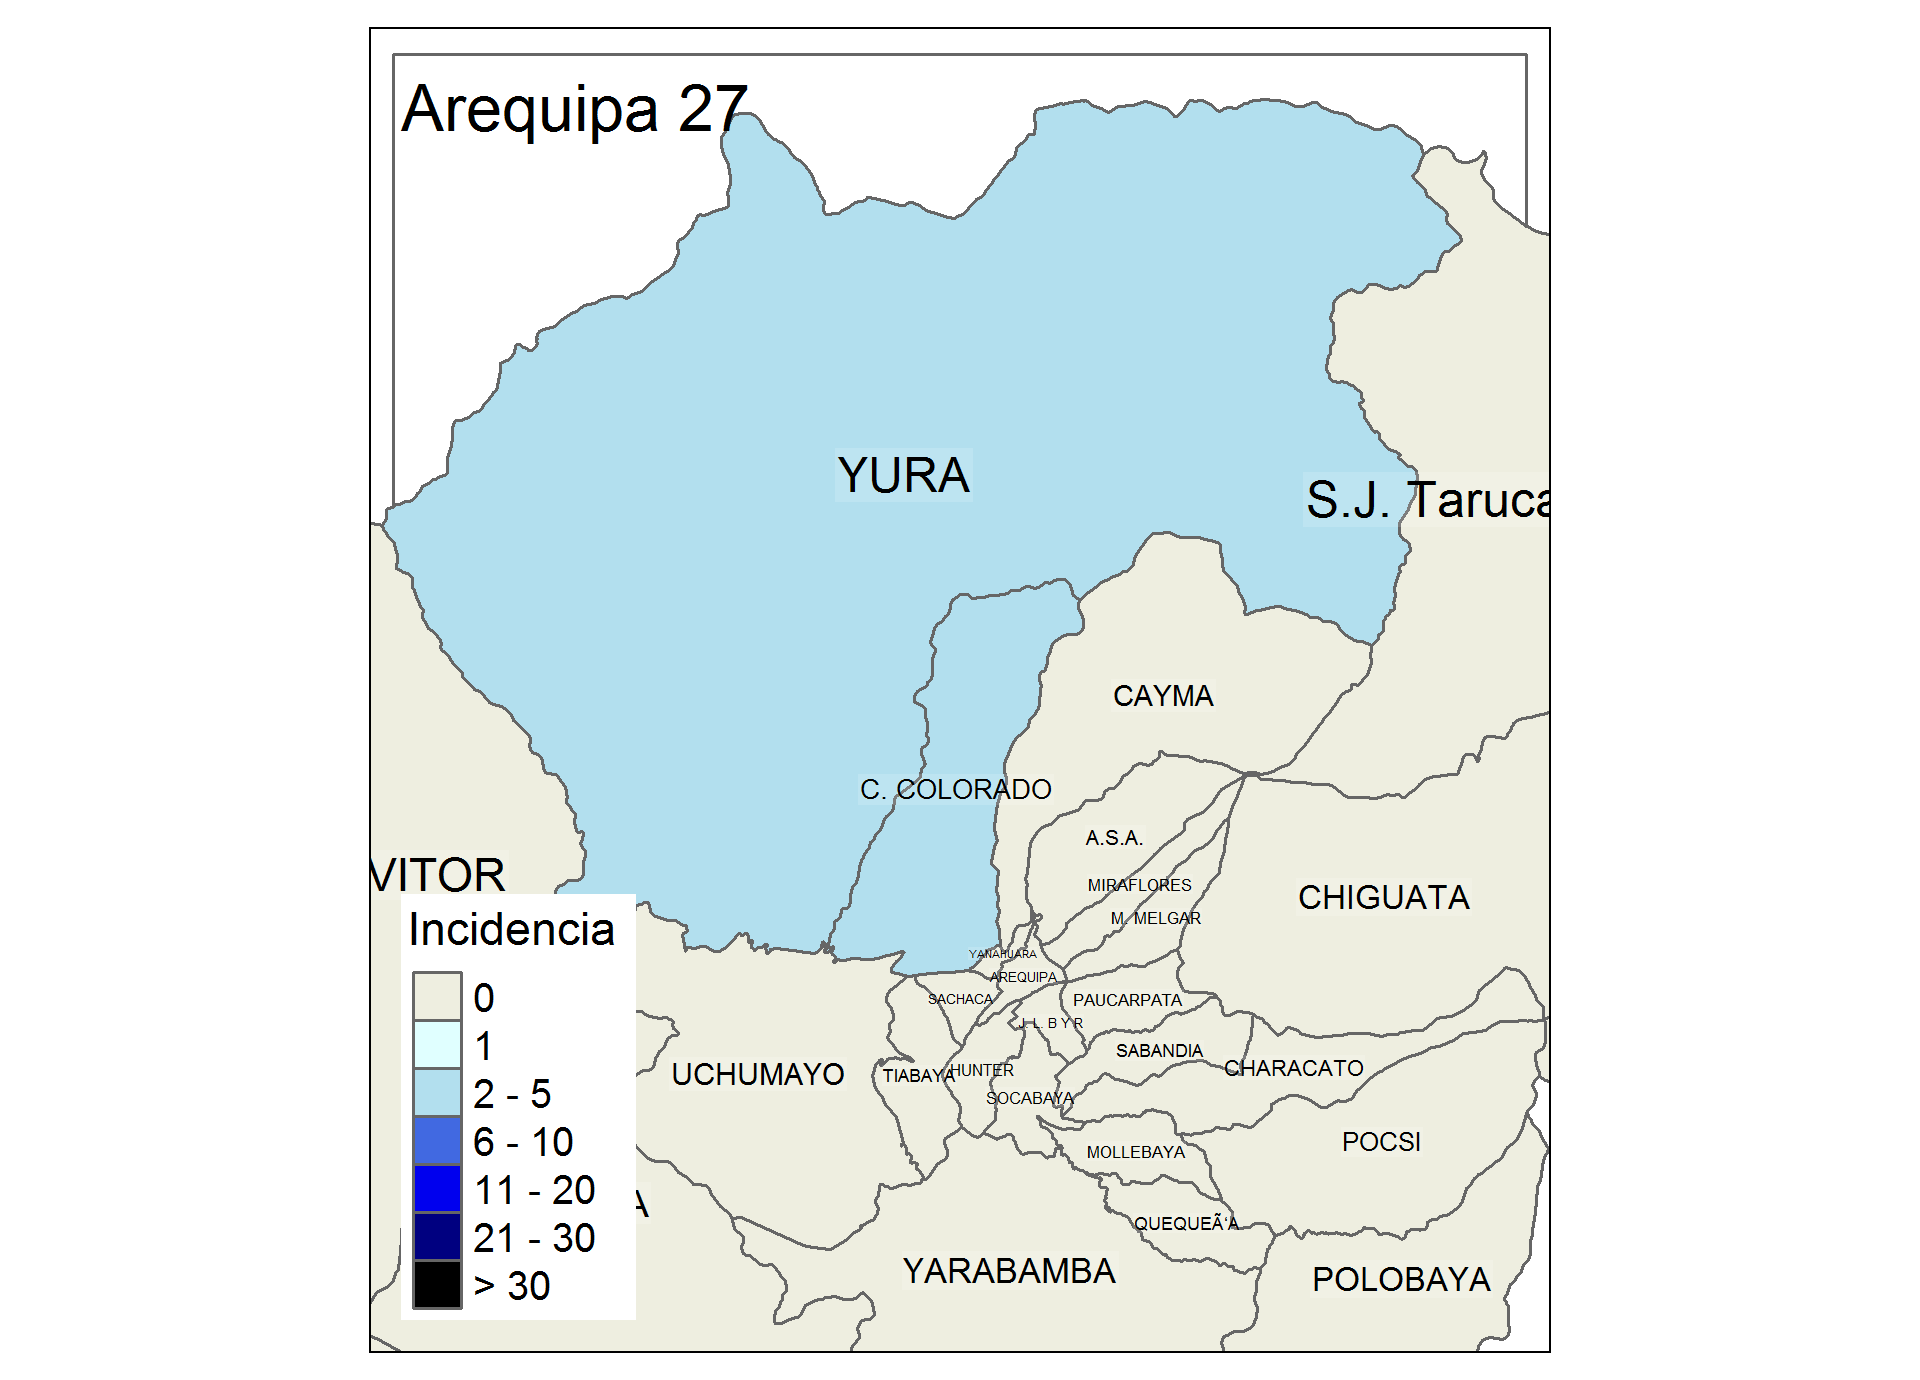 Arequipa 27
YURA
S.J. Taruca
CAYMA
C. COLORADO
A.S.A.
VITOR
MIRAFLORES
CHIGUATA
M. MELGAR
YANAHUARA
AREQUIPA
SACHACA
PAUCARPATA
J. L. B Y R
SABANDIA
CHARACATO
UCHUMAYO
TIABAYA
HUNTER
SOCABAYA
POCSI
MOLLEBAYA
A
QUEQUEÃ‘A
YARABAMBA
POLOBAYA
Incidencia
0
1
2 - 5
6 - 10
11 - 20
21 - 30
> 30